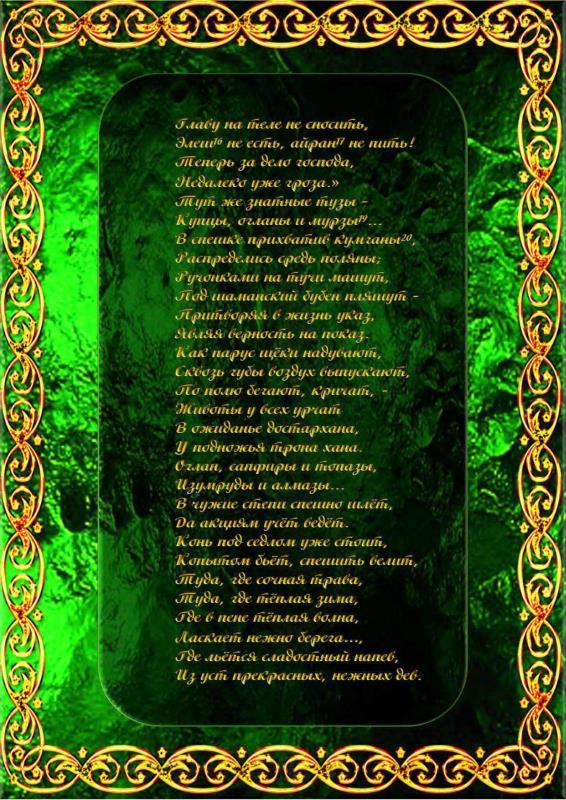 Главу на теле не сносить,
Элеш¹⁶ не есть, айран¹⁷ не пить!
Теперь за дело господа,
Недалеко уже гроза.»
Тут же знатные тузы –
Купцы, огланы и мурзы¹⁹...
В спешке прихватив кумганы²⁰,
Распределись средь поляны;
Ручонками на тучи машут,
Под шаманский бубен пляшут –
Притворяя в жизнь указ,
Являя верность на показ.
Как парус щёки надувают,
Сквозь губы воздух выпускают,
По полю бегают, кричат, –
Животы у всех урчат
В ожиданье достархана,
У подножья трона хана.
Оглан, сапфиры и топазы,
Изумруды и алмазы...
В чужие степи спешно шлёт,
Да акциям учёт ведёт.
Конь под седлом уже стоит,
Копытом бьёт, спешить велит,
Туда, где сочная трава,
Туда, где тёплая зима,
Где в пене тёплая волна,
Ласкает нежно берега...,
Где льётся сладостный напев,
Из уст прекрасных, нежных дев.